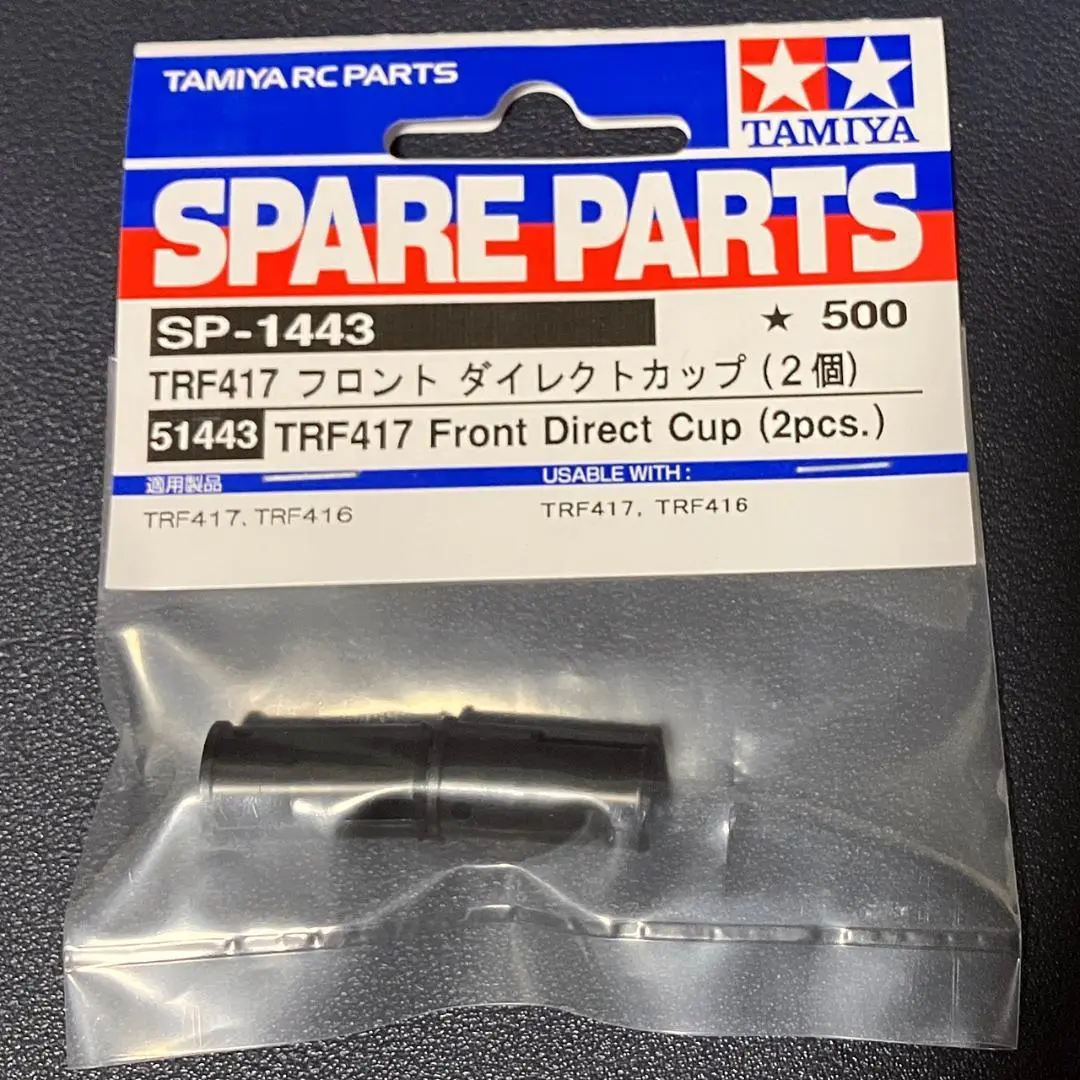 TAMIYA RC PARTS
TAMIYA
SPARE PARTS
SP-1443
★ 500
TRF417 フロント ダイレクトカップ (2個)
51443 TRF417 Front Direct Cup (2pcs.)
適用製品
USABLE WITH:
TRF417、TRF416
TRF417, TRF416